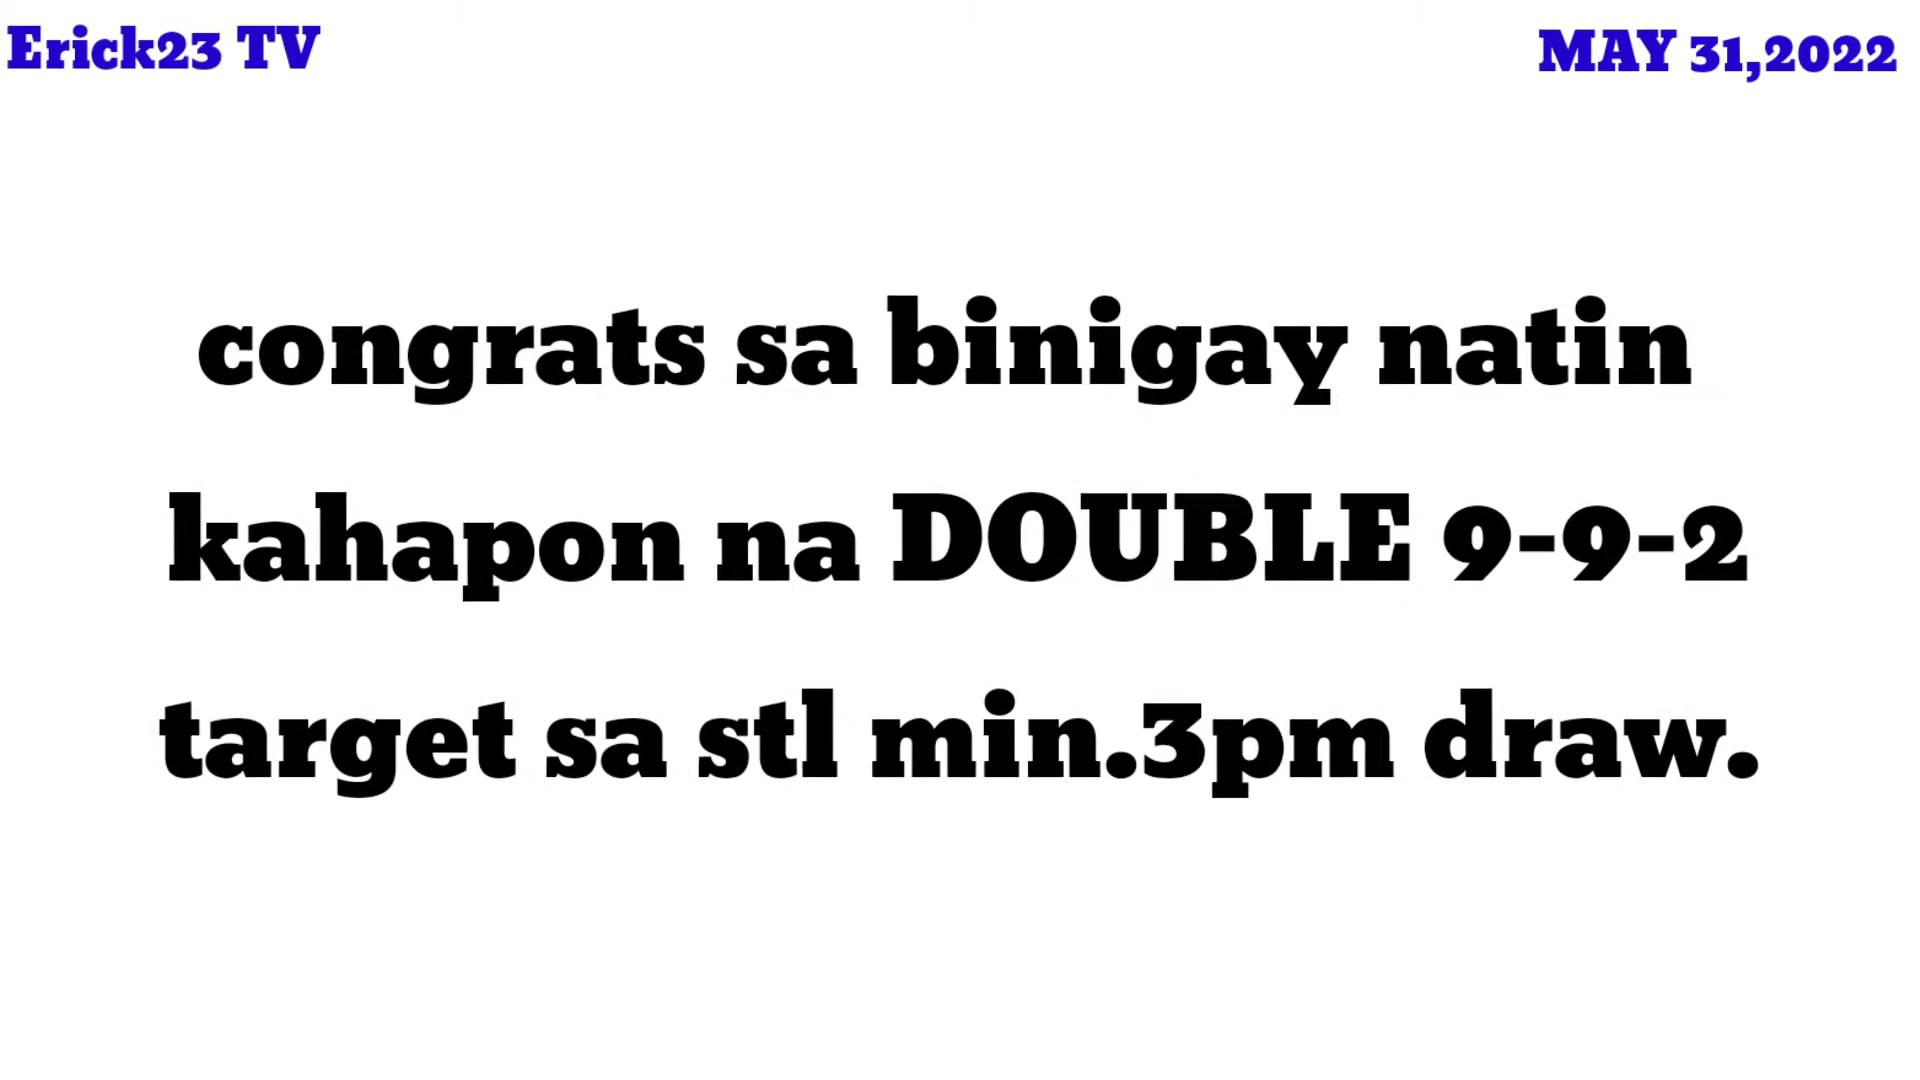 Erick23 TV
MAY 31,2022
congrats sa binigay natin
kahapon na DOUBLE 9-9-2
target sa stl min.3pm draw.